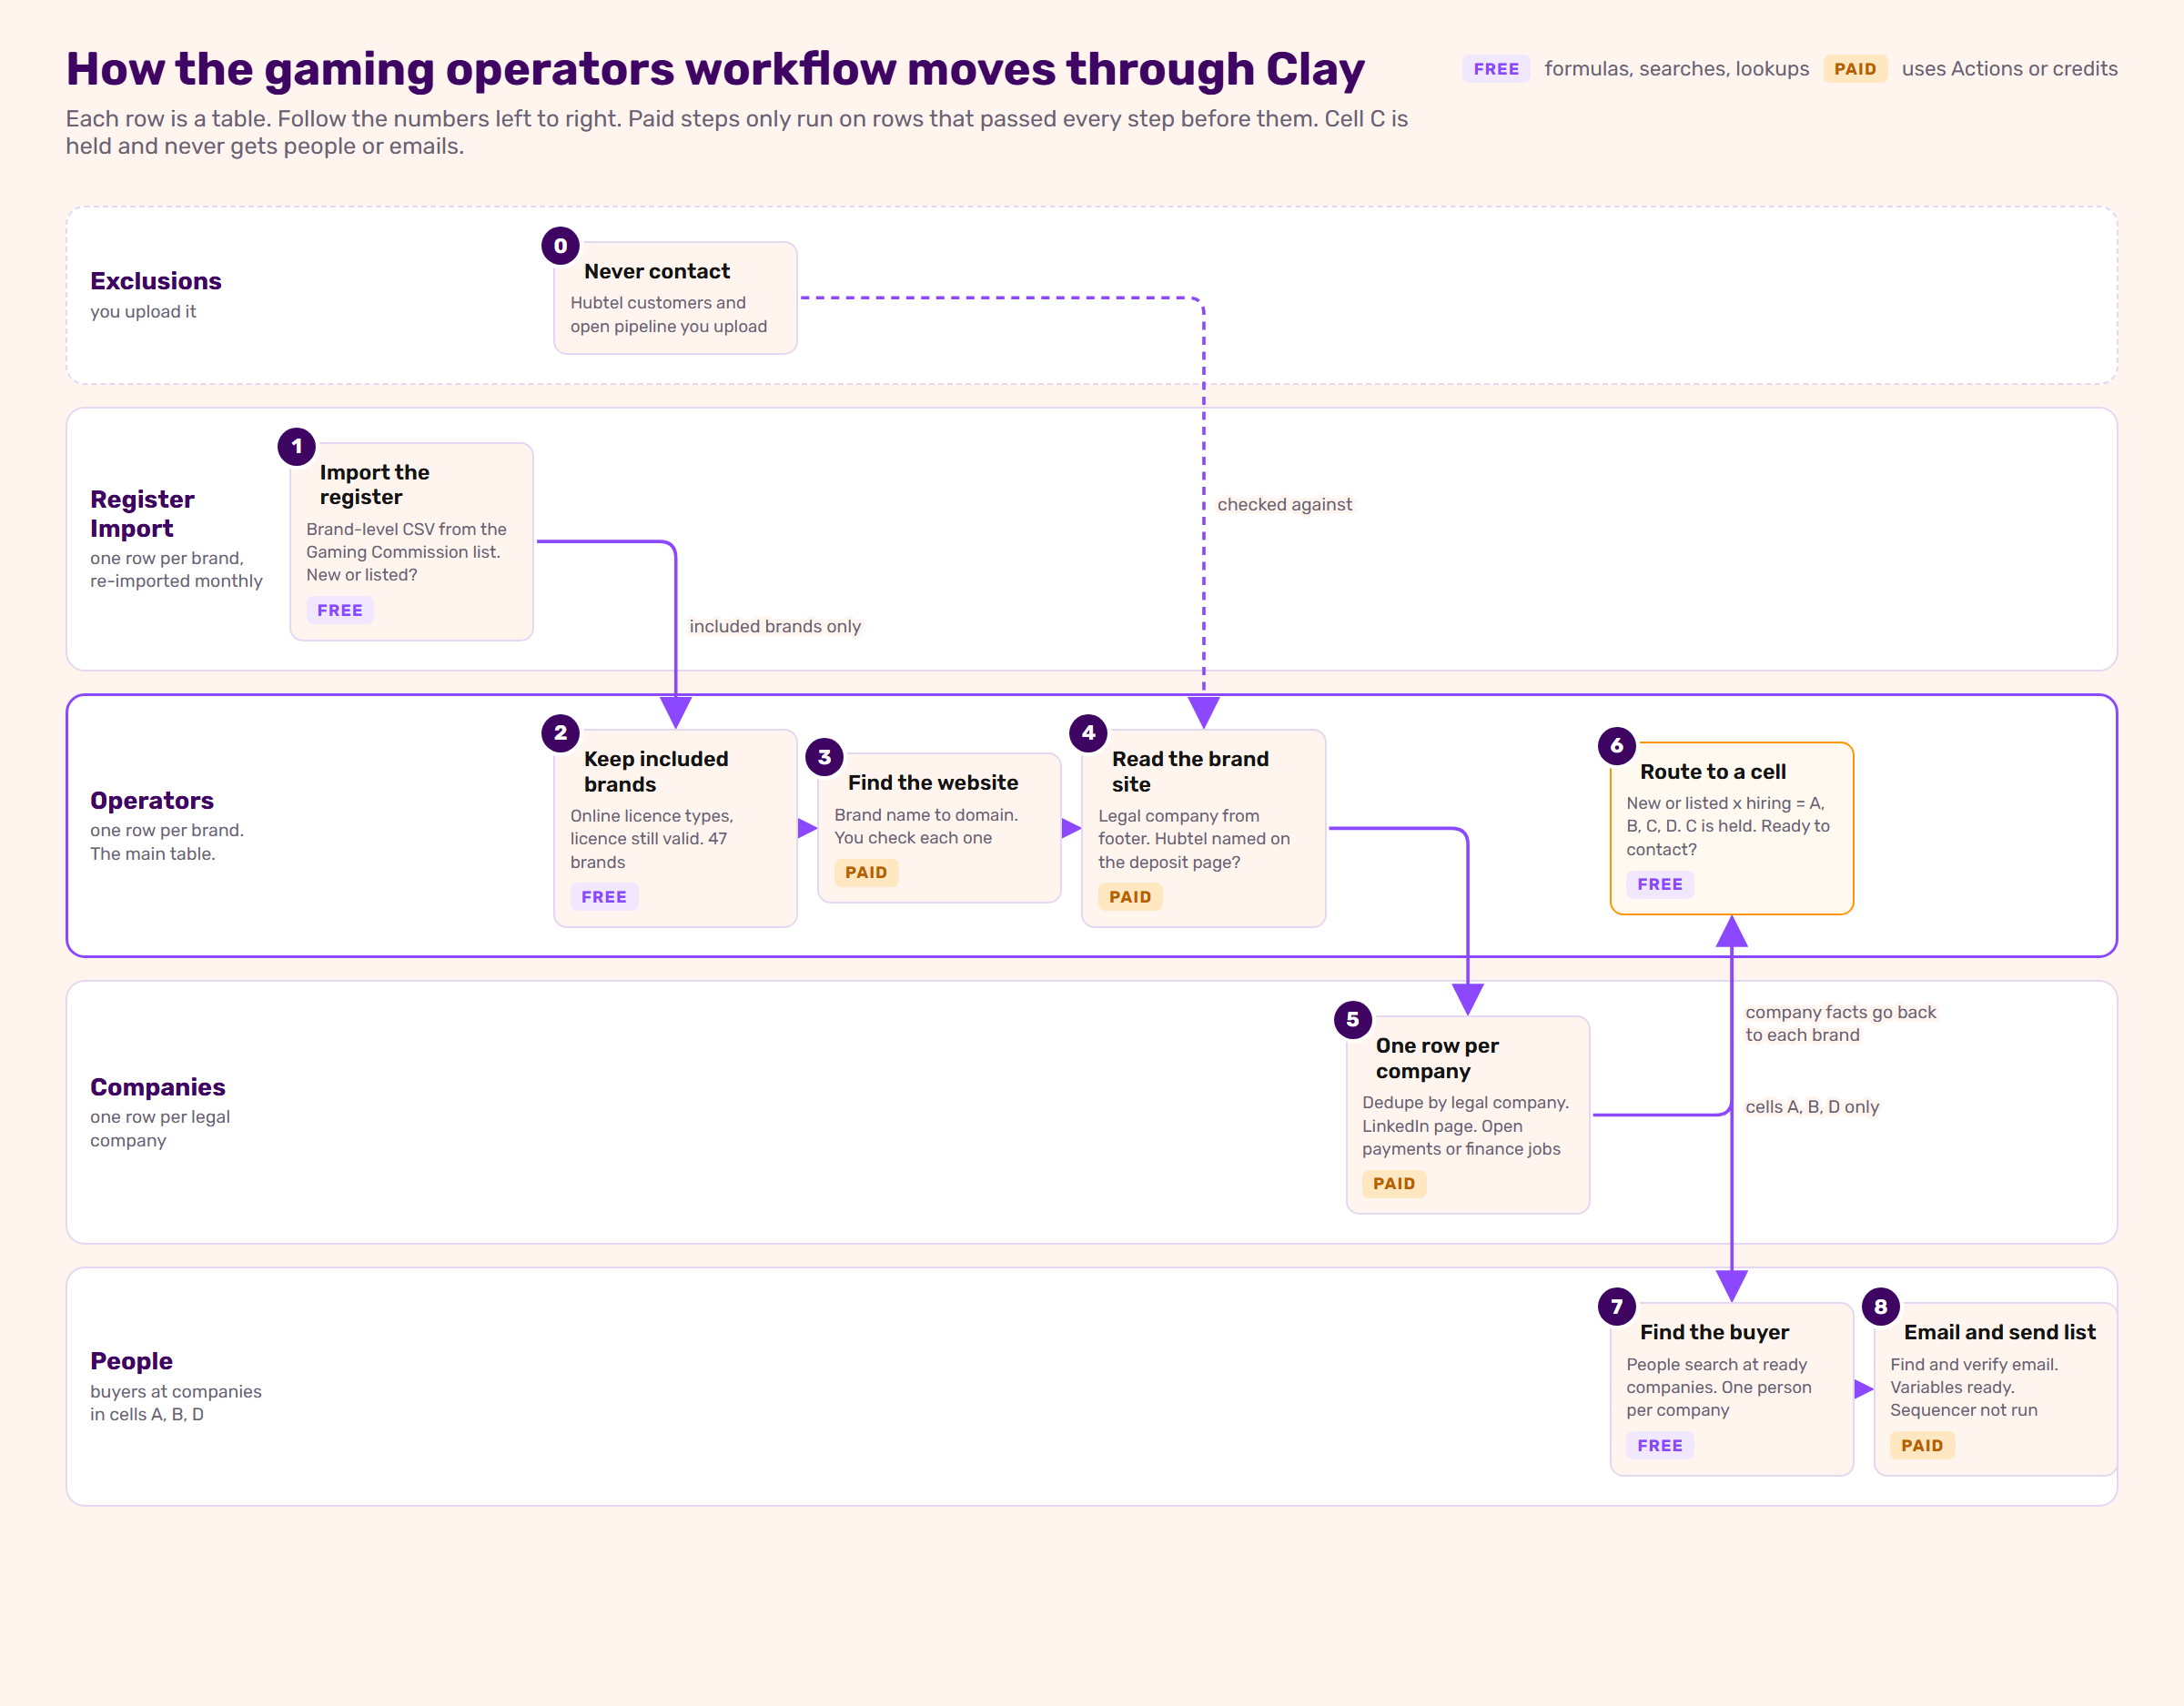 How the gaming operators workflow moves through Clay
FREE formulas, searches, lookups PAID uses Actions or credits
Each row is a table. Follow the numbers left to right. Paid steps only run on rows that passed every step before them. Cell C is
held and never gets people or emails.
Exclusions
you upload it
0
Never contact
Hubtel customers and
open pipeline you upload
Register
Import
one row per brand,
re-imported monthly
1
Import the
register
Brand-level CSV from the
Gaming Commission list.
New or listed?
FREE
included brands only
checked against
Operators
one row per brand.
The main table.
2
Keep included
brands
Online licence types,
licence still valid. 47
brands
FREE
3
Find the website
Brand name to domain.
You check each one
PAID
4
Read the brand
site
Legal company from
footer. Hubtel named on
the deposit page?
PAID
6
Route to a cell
New or listed x hiring = A,
B, C, D. C is held. Ready to
contact?
FREE
Companies
one row per legal
company
5
One row per
company
Dedupe by legal company.
LinkedIn page. Open
payments or finance jobs
PAID
company facts go back
to each brand
cells A, B, D only
People
buyers at companies
in cells A, B, D
7
Find the buyer
People search at ready
companies. One person
per company
FREE
8
Email and send list
Find and verify email.
Variables ready.
Sequencer not run
PAID